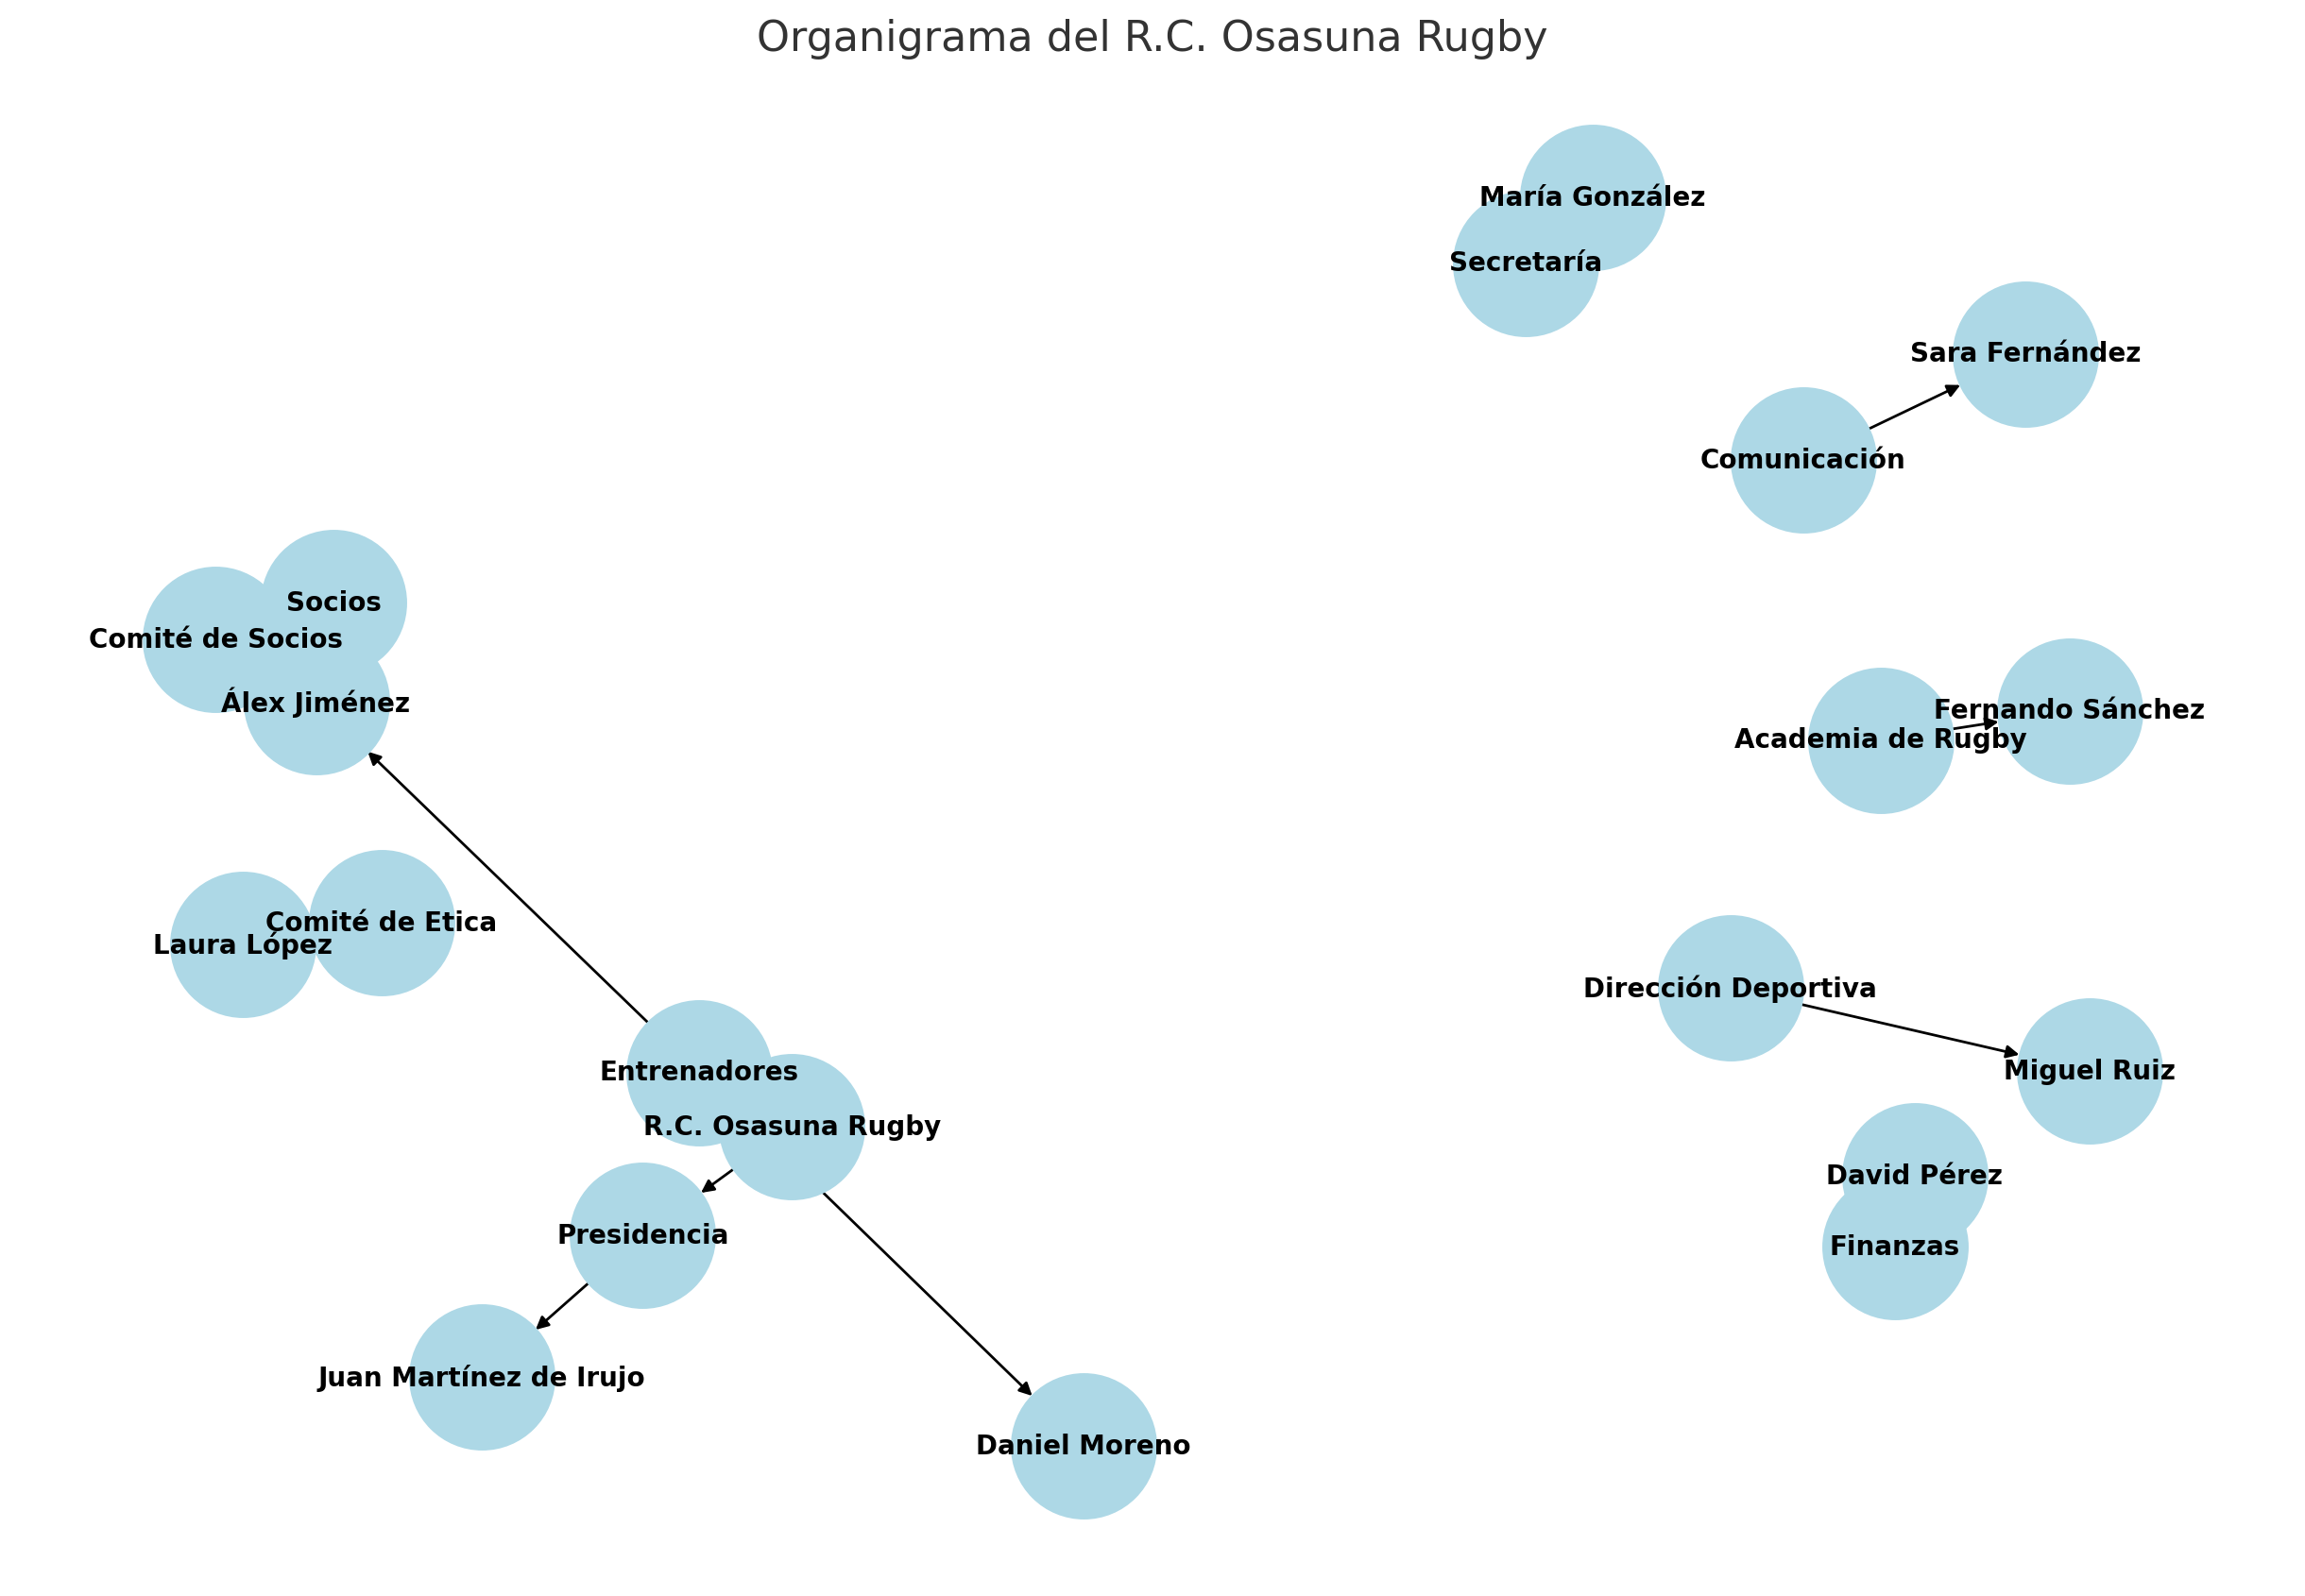 Organigrama del R.C. Osasuna Rugby
María González
Secretaría
Sara Fernández
Comunicación
Socios
Comité de Socios
Álex Jiménez
Fernando Sánchez
Academia de Rugby
Comité de Etica
Laura López
Dirección Deportiva
Entrenadores
Miguel Ruiz
R.C. Osasuna Rugby
David Pérez
Presidencia
Finanzas
Juan Martínez de Irujo
Daniel Moreno